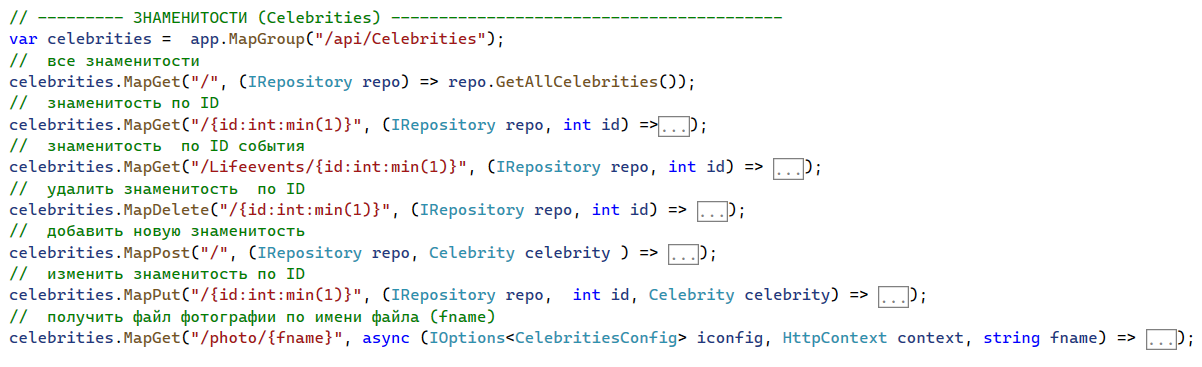 // --------- ЗНАМЕНИТОСТИ (Celebrities) -----------------------------------------
var celebrities =  app.MapGroup("/api/Celebrities");
//  все знаменитости
celebrities.MapGet("/", (IRepository repo) => repo.GetAllCelebrities());
//  знаменитость по ID
celebrities.MapGet("/{id:int:min(1)}", (IRepository repo, int id) =>...);
//  знаменитость  по ID события
celebrities.MapGet("/Lifeevents/{id:int:min(1)}", (IRepository repo, int id) => ...);
//  удалить знаменитость  по ID
celebrities.MapDelete("/{id:int:min(1)}", (IRepository repo, int id) => ...);
//  добавить новую знаменитость
celebrities.MapPost("/", (IRepository repo, Celebrity celebrity ) => ...);
//  изменить знаменитость по ID
celebrities.MapPut("/{id:int:min(1)}", (IRepository repo,  int id, Celebrity celebrity) => ...);
//  получить файл фотографии по имени файла (fname)
celebrities.MapGet("/photo/{fname}", async (IOptions<CelebritiesConfig> iconfig, HttpContext context, string fname) => ...);